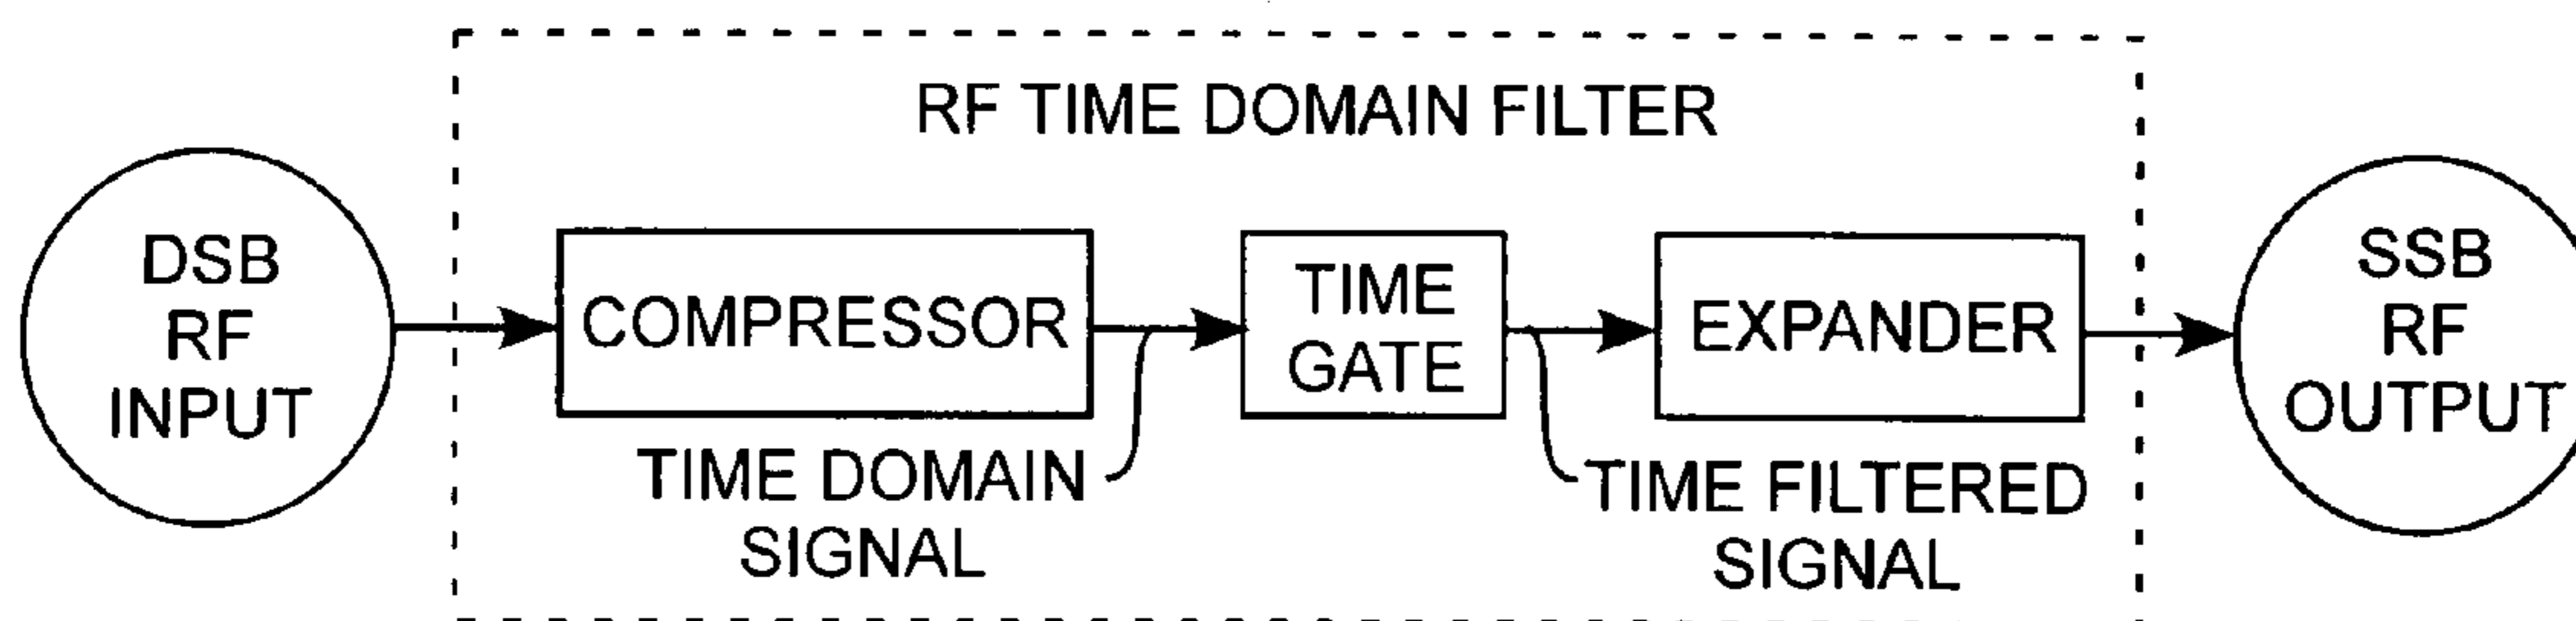 RF TIME DOMAIN FILTER
DSB
RF
INPUT
COMPRESSOR
TIME
GATE
EXPANDER
SSB
RF
OUTPUT
TIME DOMAIN
SIGNAL
TIME FILTERED
SIGNAL